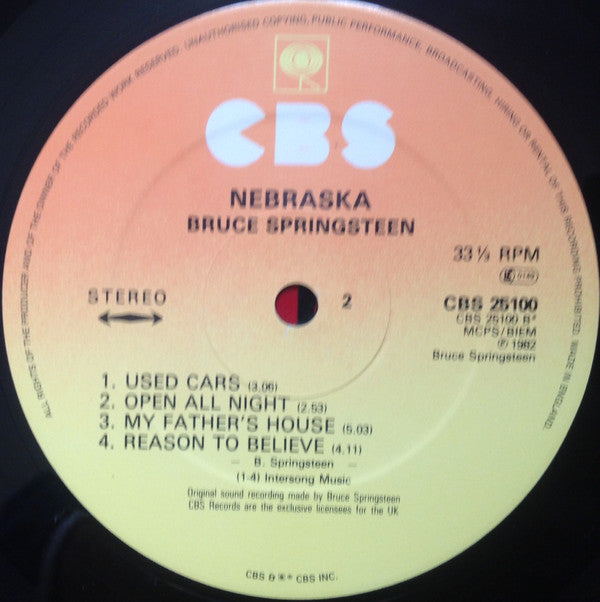 ALL RIGHTS OF THE PRODUCER AND OF THE OWNER OF THE RECORDED WORK RESERVED. UNAUTHORISED COPYING, PUBLIC PERFORMANCE, BROADCASTING, HIRING OR RENTAL OF THIS RECORDING PROHIBITED. MADE IN ENGLAND.
CBS
NEBRASKA
BRUCE SPRINGSTEEN
33⅓ RPM
STEREO
2
CBS 25100
CBS 25100 B*
MCPS/BIEM
℗ 1982
Bruce Springsteen
1. USED CARS (3.06)
2. OPEN ALL NIGHT (2.53)
3. MY FATHER'S HOUSE (5.03)
4. REASON TO BELIEVE (4.11)
– B. Springsteen –
(1-4) Intersong Music
Original sound recording made by Bruce Springsteen
CBS Records are the exclusive licensees for the UK
CBS & CBS INC.